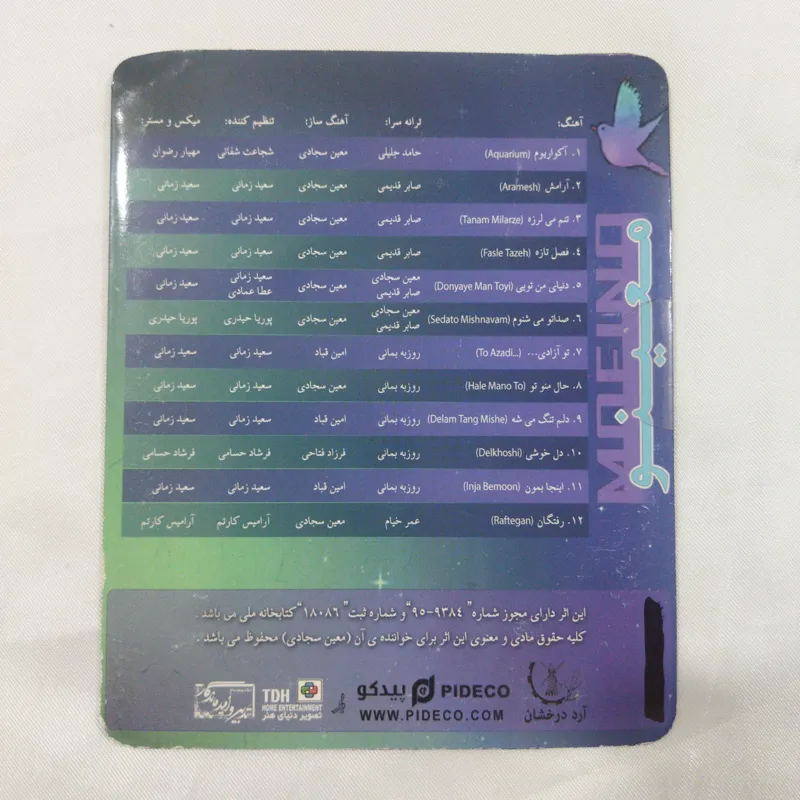 آهنگ: ترانه سرا: آهنگ ساز: تنظیم کننده: میکس و مستر:
۱. آکواریوم (Aquarium) حامد جلیلی معین سجادی شجاعت شفائی مهیار رضوان
۲. آرامش (Aramesh) صابر قدیمی معین سجادی سعید زمانی سعید زمانی
۳. تنم می لرزه (Tanam Milarze) صابر قدیمی معین سجادی سعید زمانی سعید زمانی
۴. فصل تازه (Fasle Tazeh) صابر قدیمی معین سجادی سعید زمانی سعید زمانی
۵. دنیای من تویی (Donyaye Man Toyi) معین سجادی صابر قدیمی معین سجادی سعید زمانی عطا عمادی سعید زمانی
۶. صداتو می شنوم (Sedato Mishnavam) معین سجادی صابر قدیمی معین سجادی پوریا حیدری پوریا حیدری
۷. تو آزادی... (To Azadi...) روزبه بمانی امین قباد سعید زمانی سعید زمانی
۸. حال منو تو (Hale Mano To) روزبه بمانی معین سجادی سعید زمانی سعید زمانی
۹. دلم تنگ می شه (Delam Tang Mishe) روزبه بمانی امین قباد سعید زمانی سعید زمانی
۱۰. دل خوشی (Delkhoshi) روزبه بمانی فرزاد فتاحی فرشاد حسامی فرشاد حسامی
۱۱. اینجا بمون (Inja Bemoon) روزبه بمانی امین قباد سعید زمانی سعید زمانی
۱۲. رفتگان (Raftegan) عمر خیام معین سجادی آرامیس کارتم آرامیس کارتم
MOEINO
معینو
این اثر دارای مجوز شماره "۹۳۸۴-۹۵" و شماره ثبت "۱۸۰۸۶" کتابخانه ملی می باشد .
کلیه حقوق مادی و معنوی این اثر برای خواننده ی آن (معین سجادی) محفوظ می باشد .
آرد درخشان
PIDECO پیدکو
WWW.PIDECO.COM
TDH
HOME ENTERTAINMENT
تصویر دنیای هنر